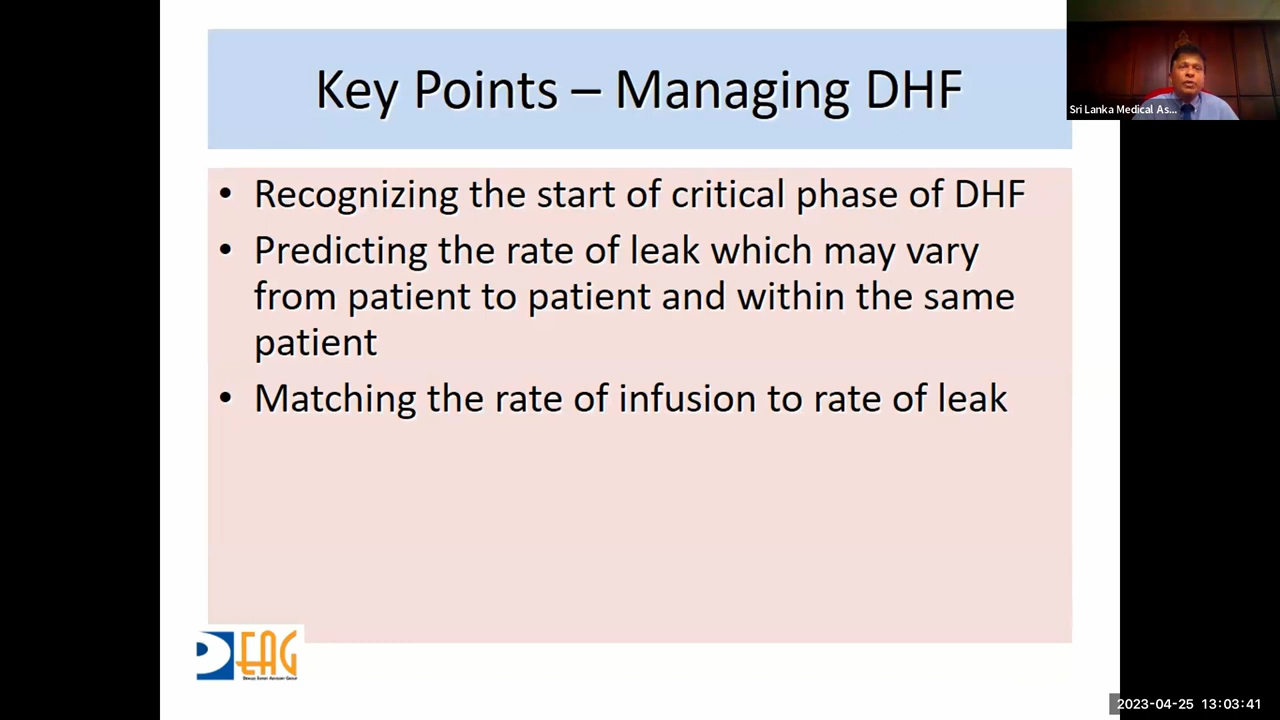 Key Points – Managing DHF
Sri Lanka Medical As...
• Recognizing the start of critical phase of DHF
• Predicting the rate of leak which may vary
from patient to patient and within the same
patient
• Matching the rate of infusion to rate of leak
EAG
2023-04-25 13:03:41